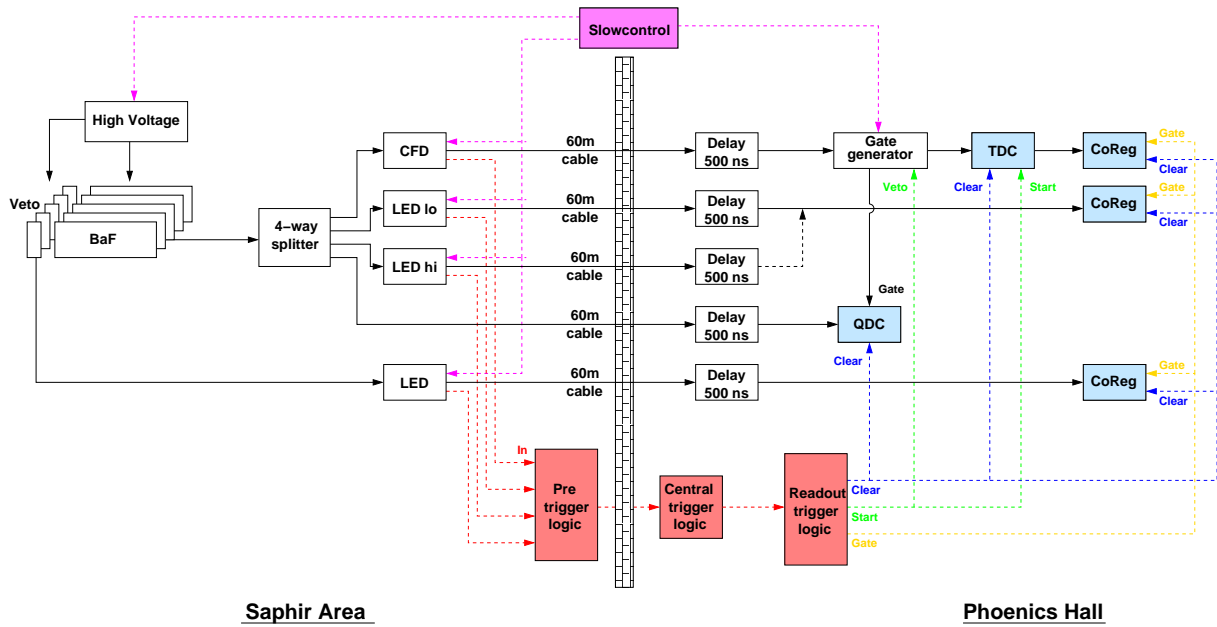 Slowcontrol
High Voltage
Veto
BaF
4−way
splitter
CFD
LED lo
LED hi
LED
60m
cable
60m
cable
60m
cable
60m
cable
60m
cable
Delay
500 ns
Delay
500 ns
Delay
500 ns
Delay
500 ns
Delay
500 ns
Gate
generator
TDC
CoReg
Gate
Clear
Veto
Clear
Start
CoReg
Gate
Clear
Gate
QDC
Clear
CoReg
Gate
Clear
In
Pre
trigger
logic
Central
trigger
logic
Readout
trigger
logic
Clear
Start
Gate
Saphir Area
Phoenics Hall